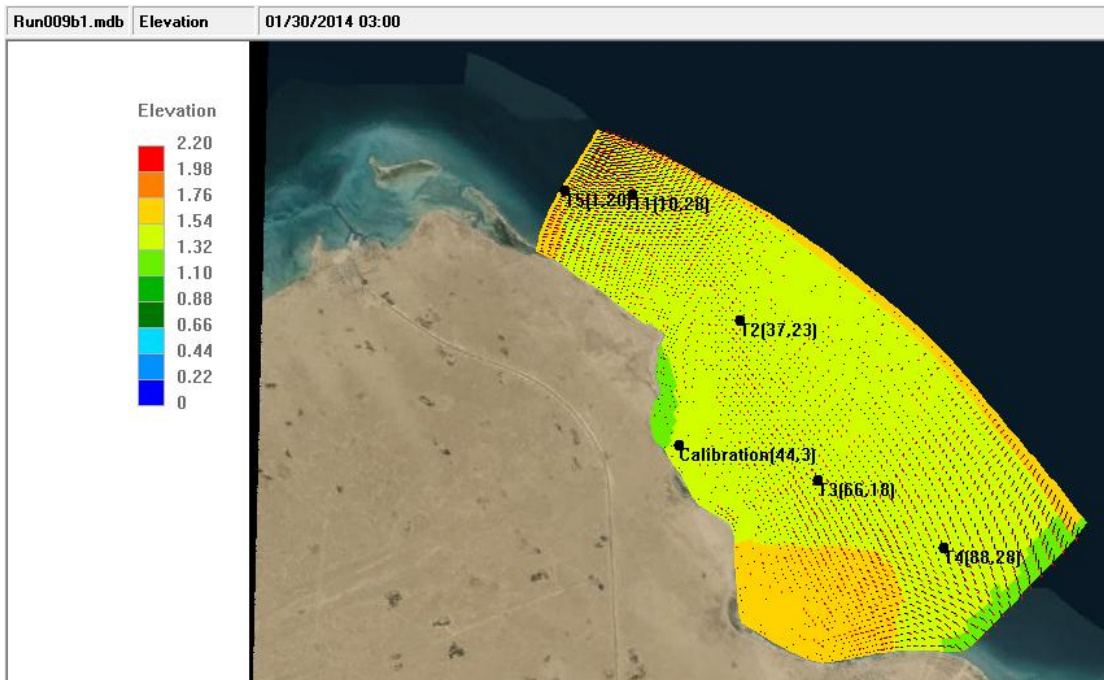 Run009b1.mdb Elevation 01/30/2014 03:00
Elevation
2.20
1.98
1.76
1.54
1.32
1.10
0.88
0.66
0.44
0.22
0
T5(1,20)
T1(10,28)
T2(37,23)
Calibration(44,3)
T3(66,18)
T4(88,28)